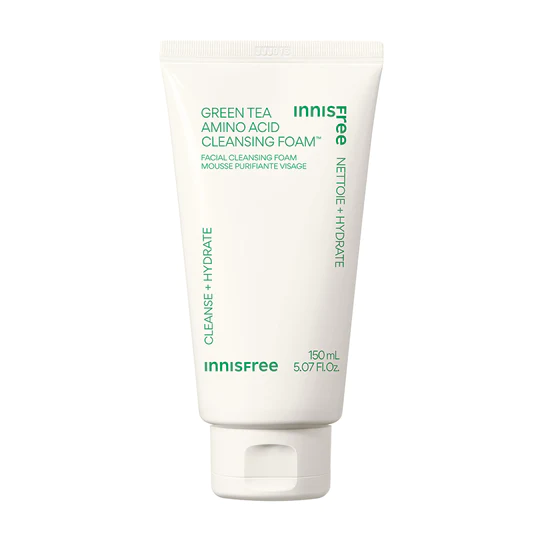 GREEN TEA
AMINO ACID
CLEANSING FOAM™
FACIAL CLEANSING FOAM
MOUSSE PURIFIANTE VISAGE
innisfree
NETTOIE + HYDRATE
CLEANSE + HYDRATE
innisfree
150 mL
5.07 Fl.Oz.